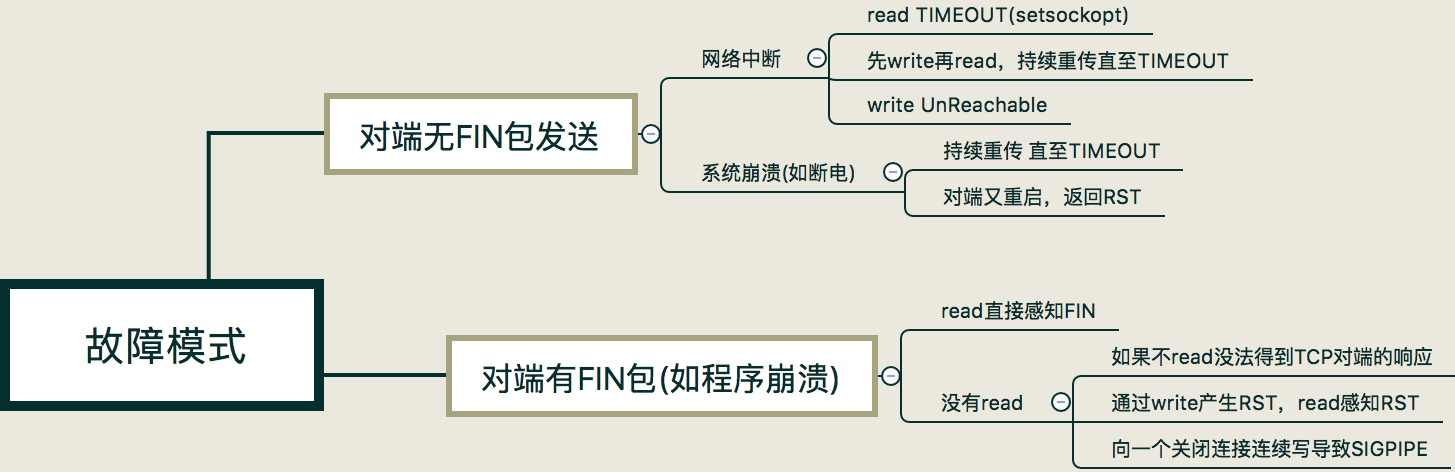 read TIMEOUT(setsockopt)
网络中断
先write再read，持续重传直至TIMEOUT
write UnReachable
对端无FIN包发送
持续重传 直至TIMEOUT
系统崩溃(如断电)
对端又重启，返回RST
故障模式
read直接感知FIN
对端有FIN包(如程序崩溃)
如果不read没法得到TCP对端的响应
没有read
通过write产生RST，read感知RST
向一个关闭连接连续写导致SIGPIPE